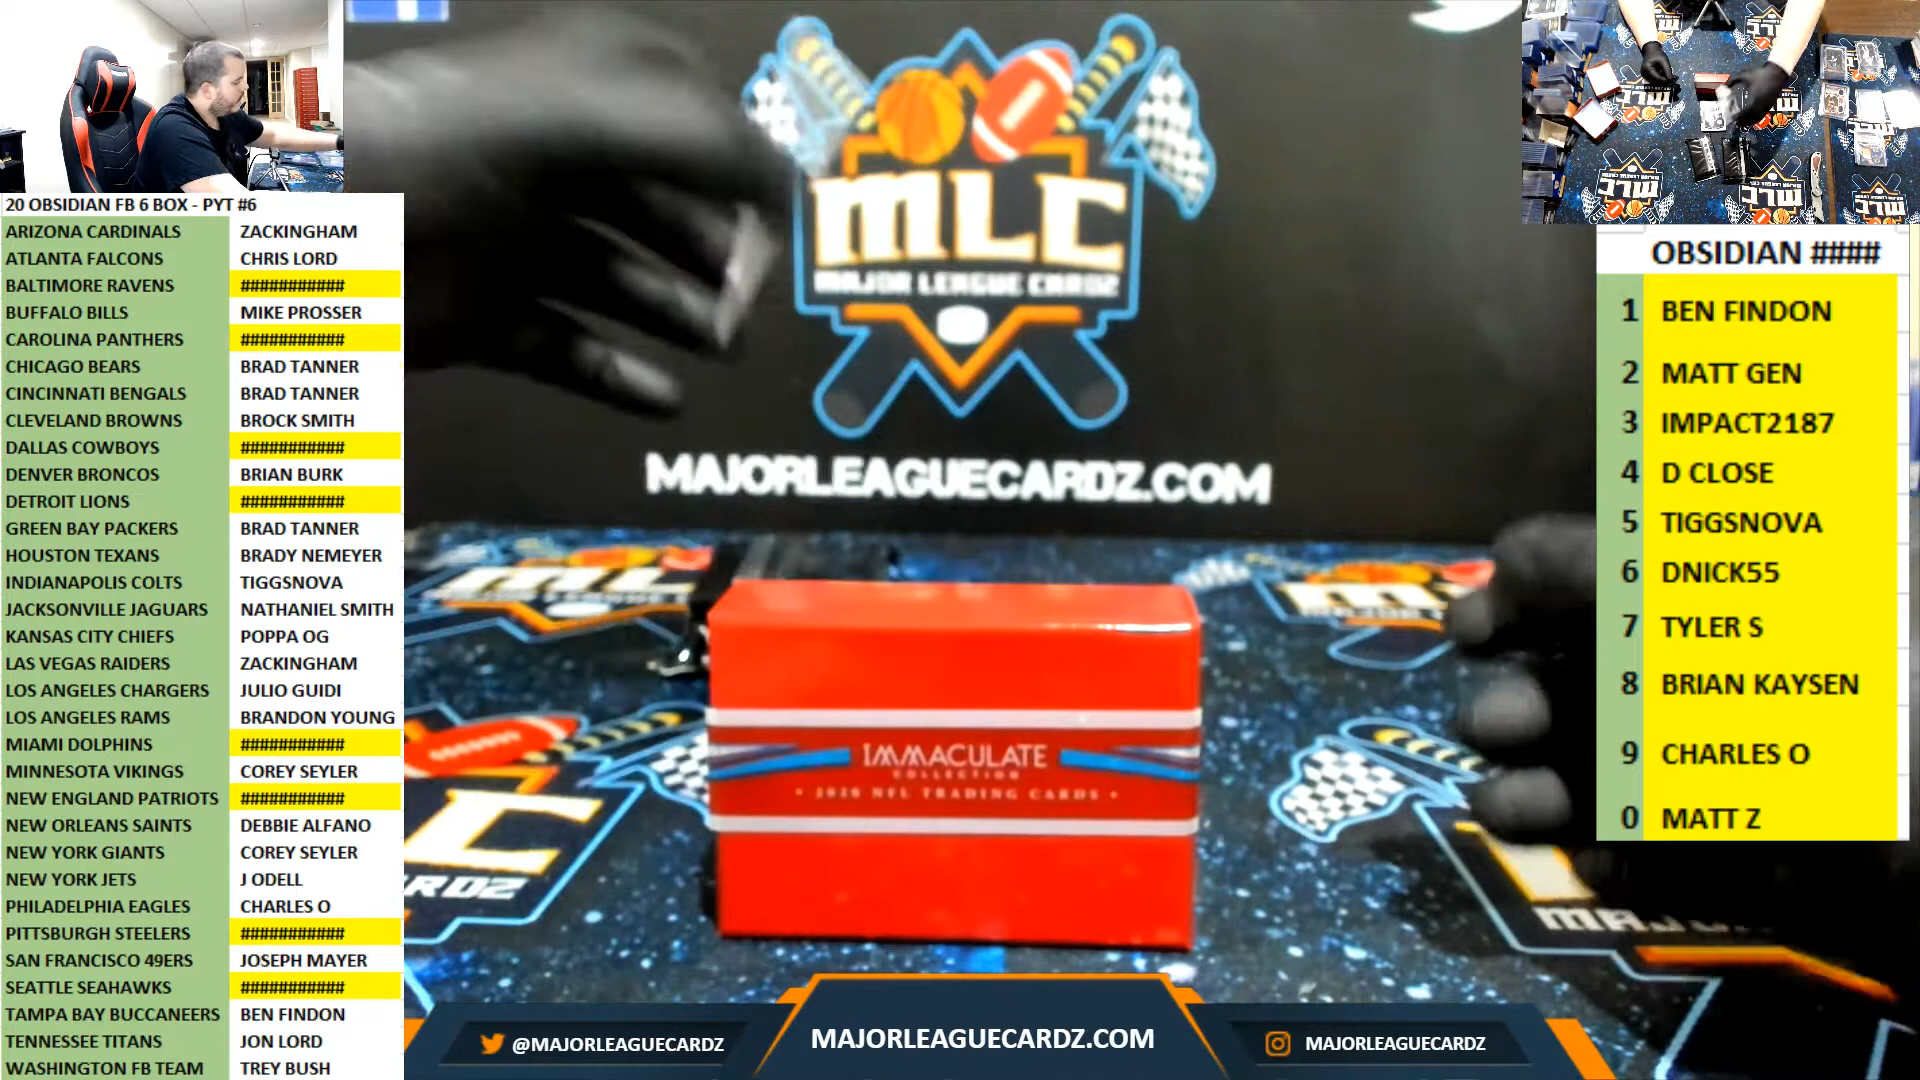 20 OBSIDIAN FB 6 BOX - PYT #6
ARIZONA CARDINALS ZACKINGHAM
ATLANTA FALCONS CHRIS LORD
BALTIMORE RAVENS ###########
BUFFALO BILLS MIKE PROSSER
CAROLINA PANTHERS ###########
CHICAGO BEARS BRAD TANNER
CINCINNATI BENGALS BRAD TANNER
CLEVELAND BROWNS BROCK SMITH
DALLAS COWBOYS ###########
DENVER BRONCOS BRIAN BURK
DETROIT LIONS ###########
GREEN BAY PACKERS BRAD TANNER
HOUSTON TEXANS BRADY NEMEYER
INDIANAPOLIS COLTS TIGGSNOVA
JACKSONVILLE JAGUARS NATHANIEL SMITH
KANSAS CITY CHIEFS POPPA OG
LAS VEGAS RAIDERS ZACKINGHAM
LOS ANGELES CHARGERS JULIO GUIDI
LOS ANGELES RAMS BRANDON YOUNG
MIAMI DOLPHINS ###########
MINNESOTA VIKINGS COREY SEYLER
NEW ENGLAND PATRIOTS ###########
NEW ORLEANS SAINTS DEBBIE ALFANO
NEW YORK GIANTS COREY SEYLER
NEW YORK JETS J ODELL
PHILADELPHIA EAGLES CHARLES O
PITTSBURGH STEELERS ###########
SAN FRANCISCO 49ERS JOSEPH MAYER
SEATTLE SEAHAWKS ###########
TAMPA BAY BUCCANEERS BEN FINDON
TENNESSEE TITANS JON LORD
WASHINGTON FB TEAM TREY BUSH
MLC
MAJOR LEAGUE CARDZ
MAJORLEAGUECARDZ.COM
IMMACULATE
COLLECTION
2020 NFL TRADING CARDS
@MAJORLEAGUECARDZ
MAJORLEAGUECARDZ.COM
MAJORLEAGUECARDZ
OBSIDIAN ####
1 BEN FINDON
2 MATT GEN
3 IMPACT2187
4 D CLOSE
5 TIGGSNOVA
6 DNICK55
7 TYLER S
8 BRIAN KAYSEN
9 CHARLES O
0 MATT Z